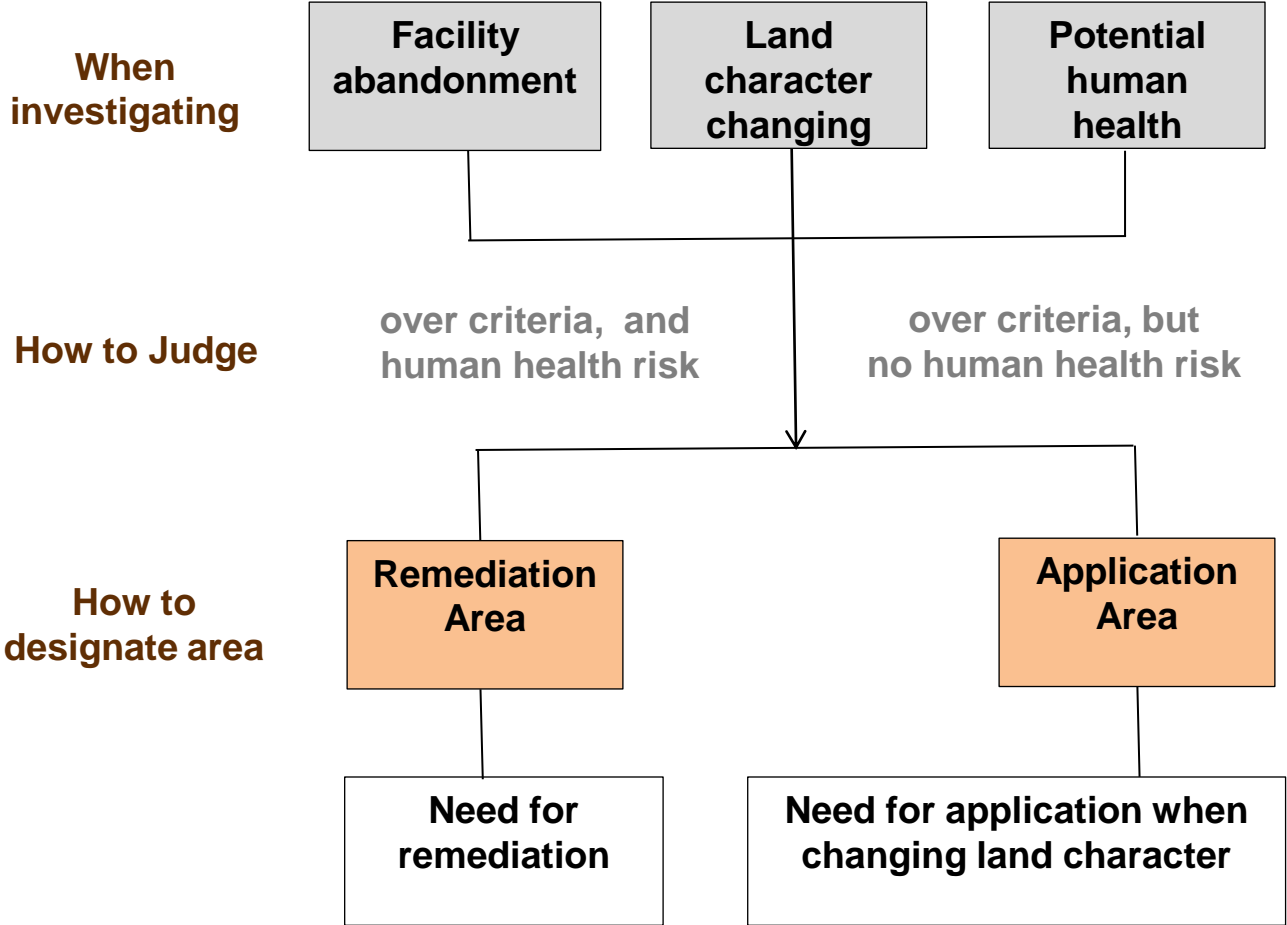 When
investigating
Facility
abandonment
Land
character
changing
Potential
human
health
How to Judge
over criteria,  and
human health risk
over criteria, but
no human health risk
How to
designate area
Remediation
Area
Application
Area
Need for
remediation
Need for application when
changing land character